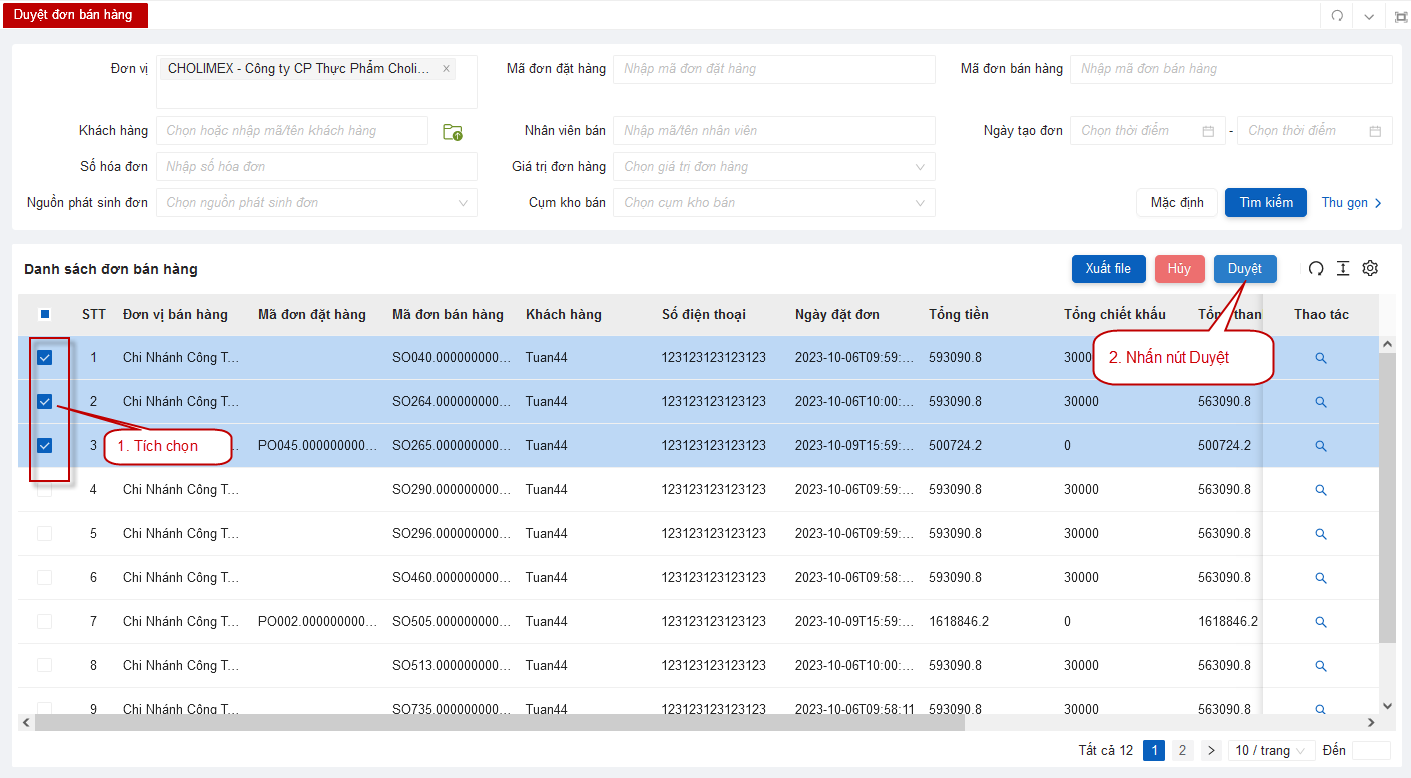 Duyệt đơn bán hàng
Đơn vị CHOLIMEX - Công ty CP Thực Phẩm Choli... × Mã đơn đặt hàng Nhập mã đơn đặt hàng Mã đơn bán hàng Nhập mã đơn bán hàng
Khách hàng Chọn hoặc nhập mã/tên khách hàng Nhân viên bán Nhập mã/tên nhân viên Ngày tạo đơn Chọn thời điểm - Chọn thời điểm
Số hóa đơn Nhập số hóa đơn Giá trị đơn hàng Chọn giá trị đơn hàng
Nguồn phát sinh đơn Chọn nguồn phát sinh đơn Cụm kho bán Chọn cụm kho bán Mặc định Tìm kiếm Thu gọn
Danh sách đơn bán hàng Xuất file Hủy Duyệt
STT Đơn vị bán hàng Mã đơn đặt hàng Mã đơn bán hàng Khách hàng Số điện thoại Ngày đặt đơn Tổng tiền Tổng chiết khấu Thao tác
1 Chi Nhánh Công T... SO040.000000000... Tuan44 123123123123123 2023-10-06T09:59:... 593090.8 2. Nhấn nút Duyệt
2 Chi Nhánh Công T... SO264.000000000... Tuan44 123123123123123 2023-10-06T10:00:... 593090.8 30000 563090.8
3 1. Tích chọn PO045.000000000... SO265.000000000... Tuan44 123123123123123 2023-10-09T15:59:... 500724.2 0 500724.2
4 Chi Nhánh Công T... SO290.000000000... Tuan44 123123123123123 2023-10-06T09:59:... 593090.8 30000 563090.8
5 Chi Nhánh Công T... SO296.000000000... Tuan44 123123123123123 2023-10-06T09:59:... 593090.8 30000 563090.8
6 Chi Nhánh Công T... SO460.000000000... Tuan44 123123123123123 2023-10-06T09:58:... 593090.8 30000 563090.8
7 Chi Nhánh Công T... PO002.000000000... SO505.000000000... Tuan44 123123123123123 2023-10-09T15:59:... 1618846.2 0 1618846.2
8 Chi Nhánh Công T... SO513.000000000... Tuan44 123123123123123 2023-10-06T10:00:... 593090.8 30000 563090.8
9 Chi Nhánh Công T... SO735.000000000... Tuan44 123123123123123 2023-10-06T09:58:11 593090.8 30000 563090.8
Tất cả 12 1 2 > 10 / trang Đến